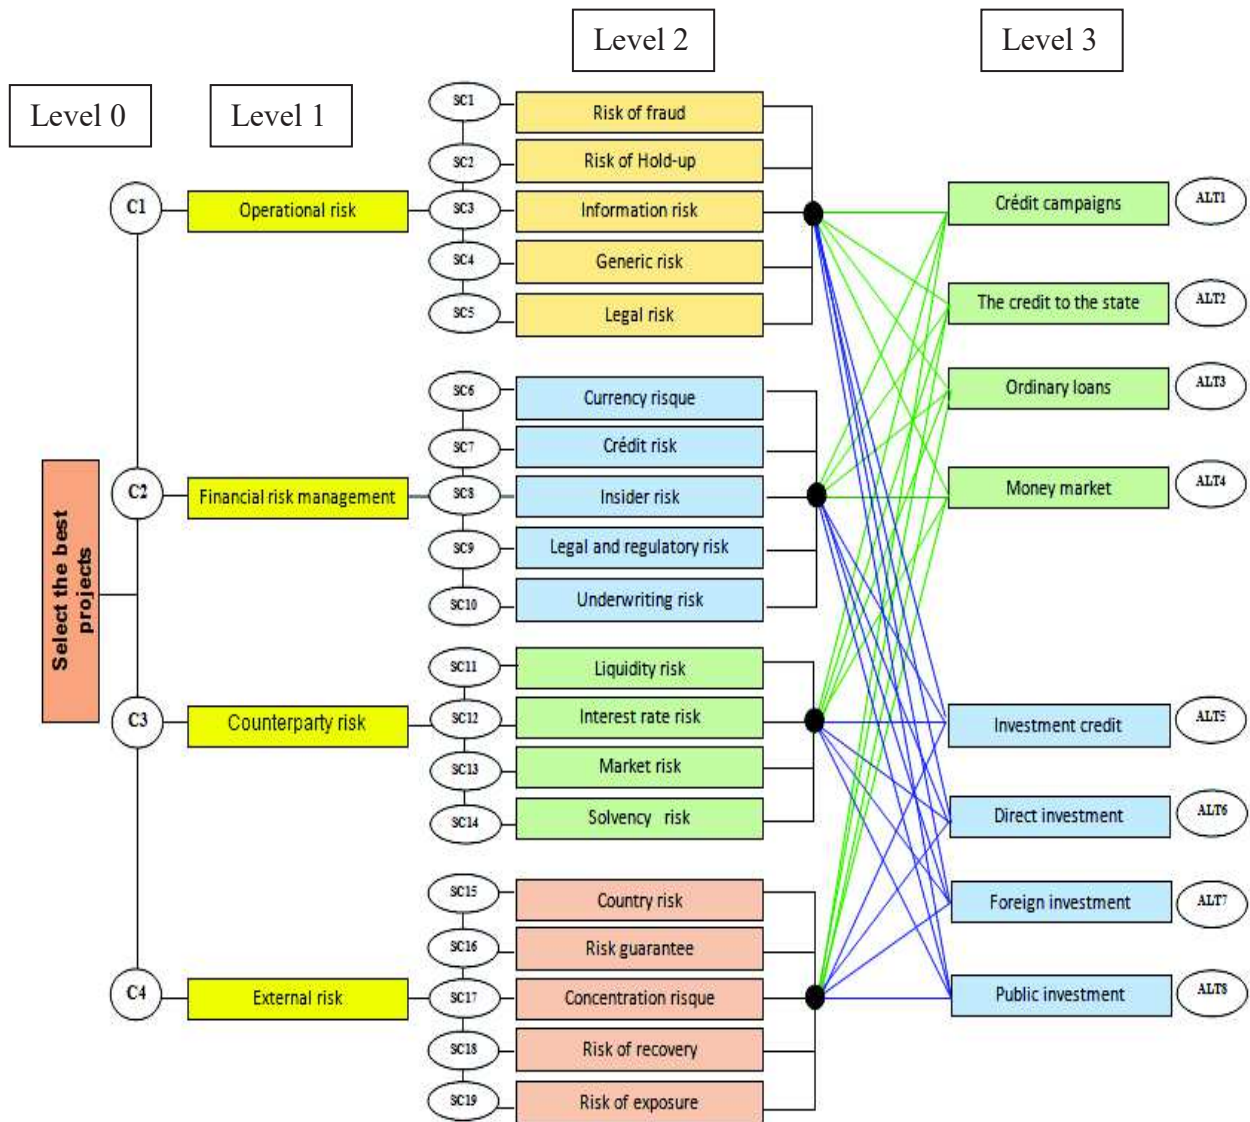 Level 0
Level 1
Level 2
Level 3
Select the best
projects
C1
Operational risk
SC1
Risk of fraud
SC2
Risk of Hold-up
SC3
Information risk
SC4
Generic risk
SC5
Legal risk
C2
Financial risk management
SC6
Currency risque
SC7
Crédit risk
SC8
Insider risk
SC9
Legal and regulatory risk
SC10
Underwriting risk
C3
Counterparty risk
SC11
Liquidity risk
SC12
Interest rate risk
SC13
Market risk
SC14
Solvency risk
C4
External risk
SC15
Country risk
SC16
Risk guarantee
SC17
Concentration risque
SC18
Risk of recovery
SC19
Risk of exposure
Crédit campaigns
ALT1
The credit to the state
ALT2
Ordinary loans
ALT3
Money market
ALT4
Investment credit
ALT5
Direct investment
ALT6
Foreign investment
ALT7
Public investment
ALT8